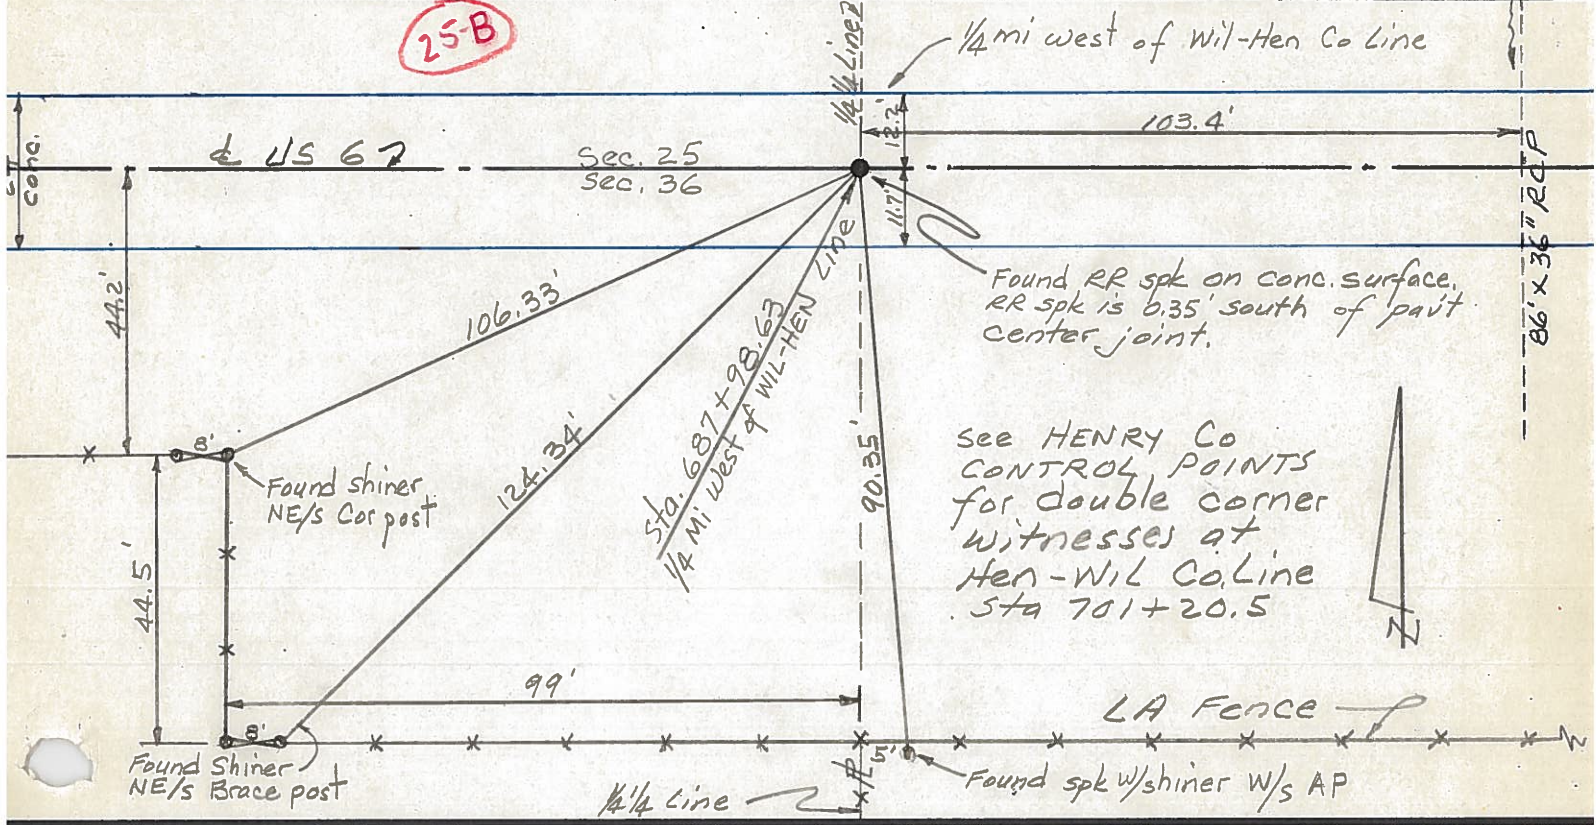 25-B
1/4 1/4 Line
1/4 mi west of Wil-Hen Co Line
12.2'
103.4'
conc.
℄ US 6
Sec. 25
Sec. 36
11.7'
86' x 36" RCP
44.2'
106.33'
Found RR spk on conc. surface.
RR spk is 0.35' south of pav't
center joint.
124.34'
Sta. 687+98.63
1/4 Mi West of WIL-HEN Line
90.35'
See HENRY Co
CONTROL POINTS
for double corner
witnesses at
Hen-Wil Co. Line
Sta 701+20.5
N
8'
Found shiner
NE/s Cor post
44.5'
99'
LA Fence
8'
5'
Found Shiner
NE/s Brace post
1/4 1/4 Line
Found spk w/shiner W/s AP